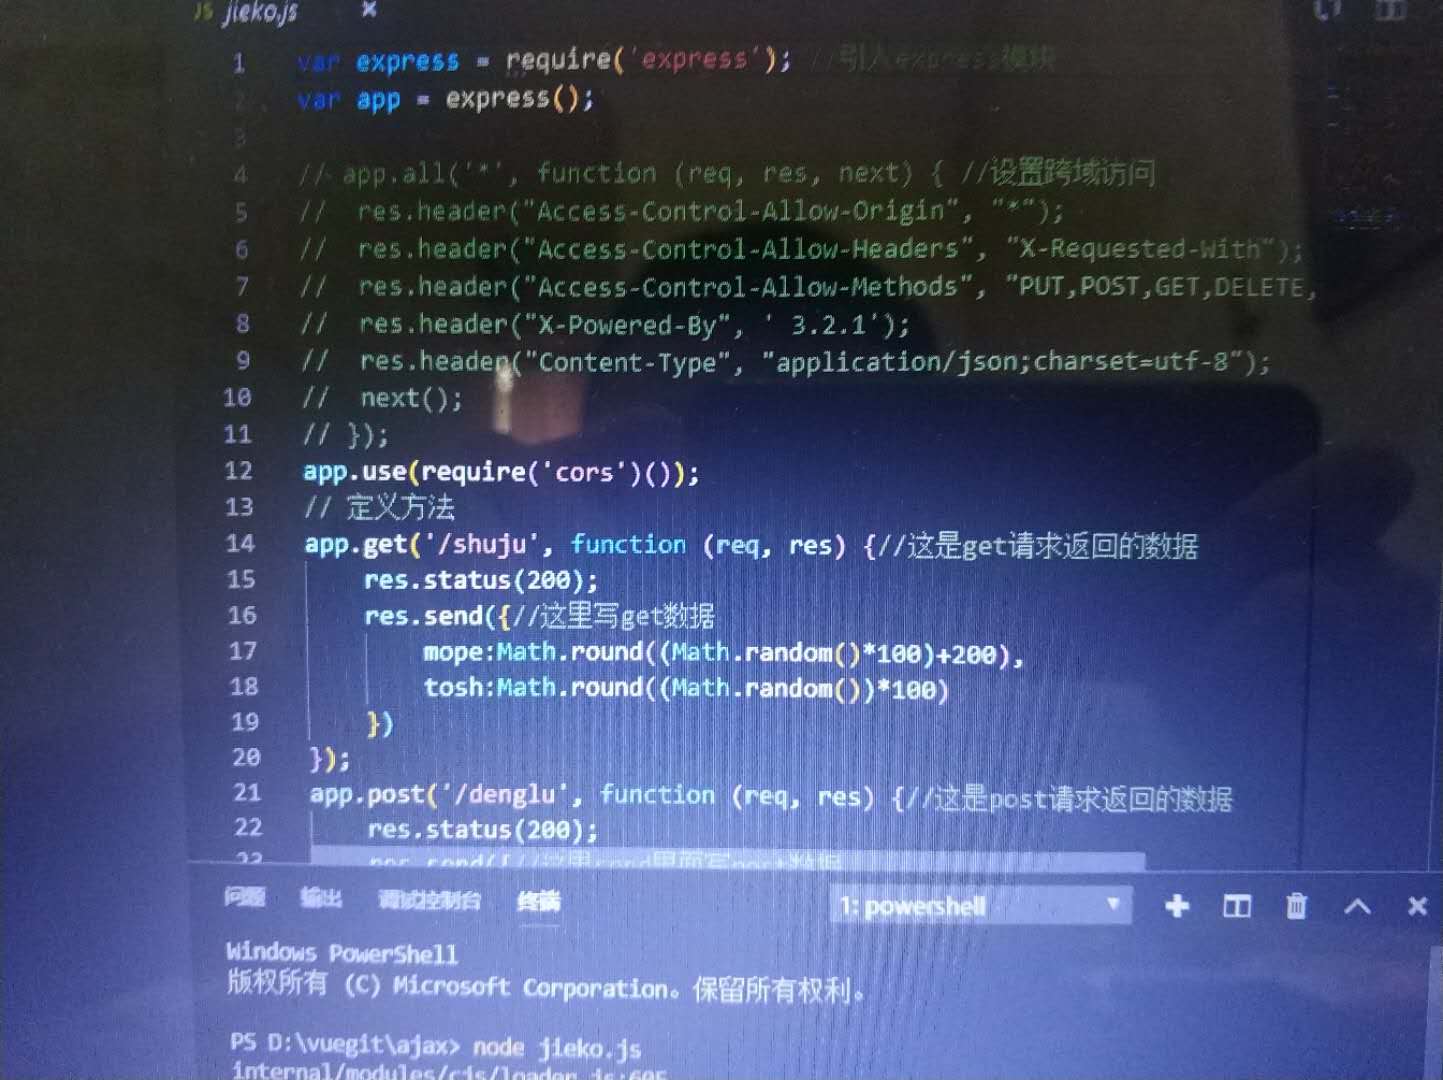 JS jieko.js
1 var express = require('express'); //引入express模块
2 var app = express();
3
4 // app.all('*', function (req, res, next) { //设置跨域访问
5 //  res.header("Access-Control-Allow-Origin", "*");
6 //  res.header("Access-Control-Allow-Headers", "X-Requested-With");
7 //  res.header("Access-Control-Allow-Methods", "PUT,POST,GET,DELETE,
8 //  res.header("X-Powered-By", ' 3.2.1');
9 //  res.header("Content-Type", "application/json;charset=utf-8");
10 //  next();
11 // });
12 app.use(require('cors')());
13 // 定义方法
14 app.get('/shuju', function (req, res) {//这是get请求返回的数据
15     res.status(200);
16     res.send({//这里写get数据
17         mope:Math.round((Math.random()*100)+200),
18         tosh:Math.round((Math.random())*100)
19     })
20 });
21 app.post('/denglu', function (req, res) {//这是post请求返回的数据
22     res.status(200);
23
问题 输出 调试控制台 终端 1: powershell
Windows PowerShell
版权所有 (C) Microsoft Corporation。保留所有权利。
PS D:\vuegit\ajax> node jieko.js
internal/modules/cjs/loader.js:605